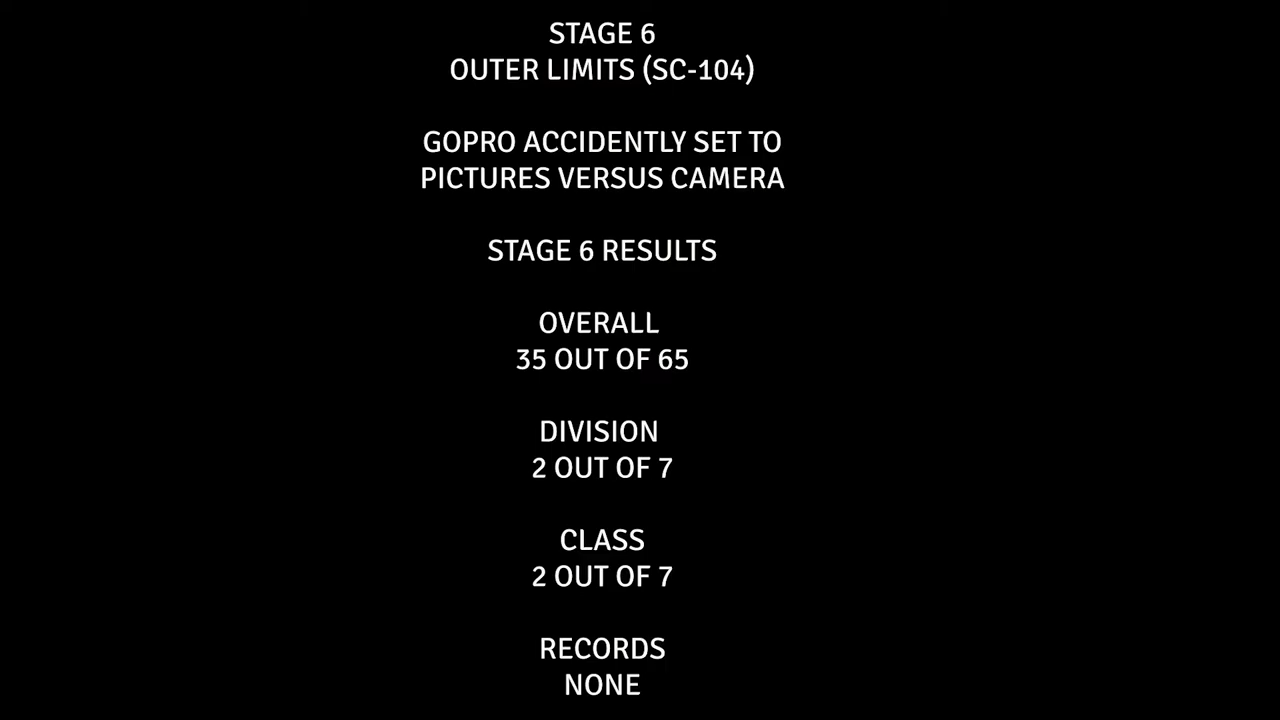 STAGE 6
OUTER LIMITS (SC-104)
GOPRO ACCIDENTLY SET TO
PICTURES VERSUS CAMERA
STAGE 6 RESULTS
OVERALL
35 OUT OF 65
DIVISION
2 OUT OF 7
CLASS
2 OUT OF 7
RECORDS
NONE